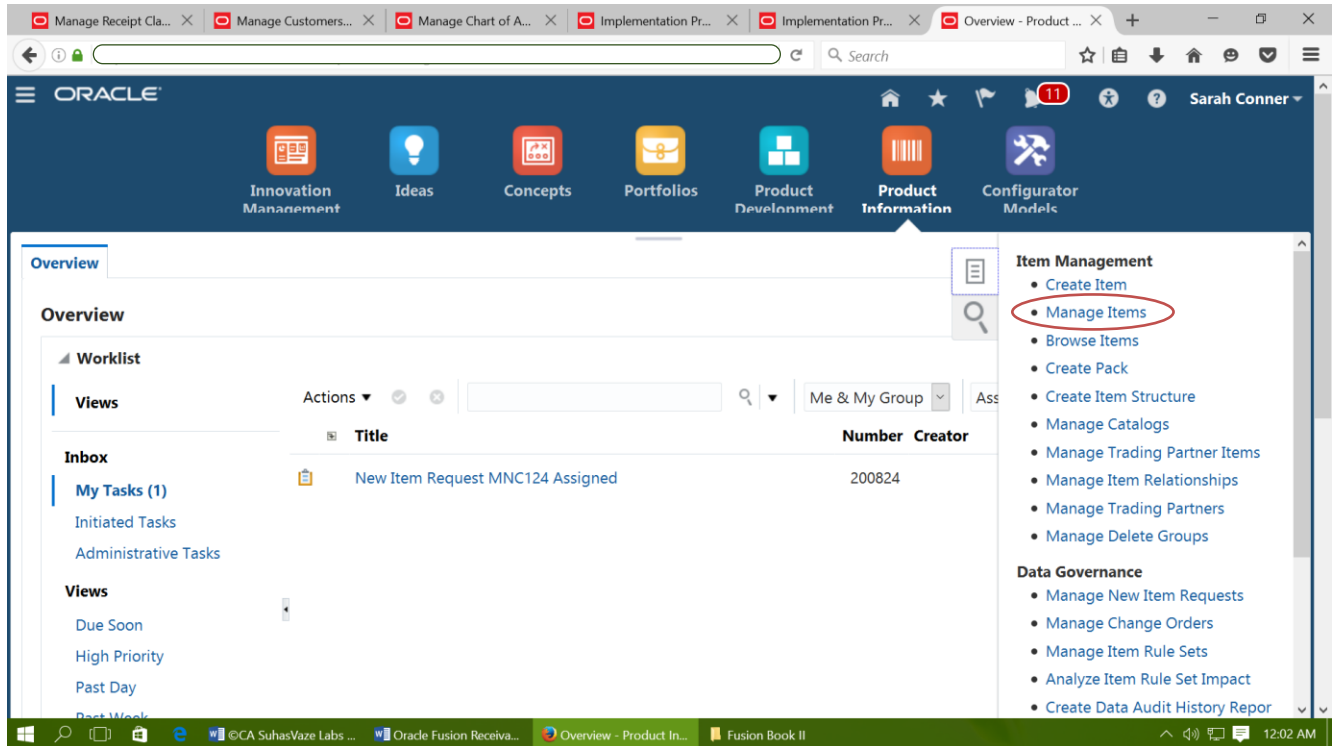 Manage Receipt Cla... Manage Customers... Manage Chart of A... Implementation Pr... Implementation Pr... Overview - Product ...
Search
ORACLE 11 Sarah Conner
Innovation Management
Ideas
Concepts
Portfolios
Product Development
Product Information
Configurator Models
Overview
Overview
Worklist
Views
Inbox
My Tasks (1)
Initiated Tasks
Administrative Tasks
Views
Due Soon
High Priority
Past Day
Past Week
Actions Me & My Group Ass
Title Number Creator
New Item Request MNC124 Assigned 200824
Item Management
Create Item
Manage Items
Browse Items
Create Pack
Create Item Structure
Manage Catalogs
Manage Trading Partner Items
Manage Item Relationships
Manage Trading Partners
Manage Delete Groups
Data Governance
Manage New Item Requests
Manage Change Orders
Manage Item Rule Sets
Analyze Item Rule Set Impact
Create Data Audit History Repor
©CA SuhasVaze Labs ... Oracle Fusion Receiva... Overview - Product In... Fusion Book II 12:02 AM